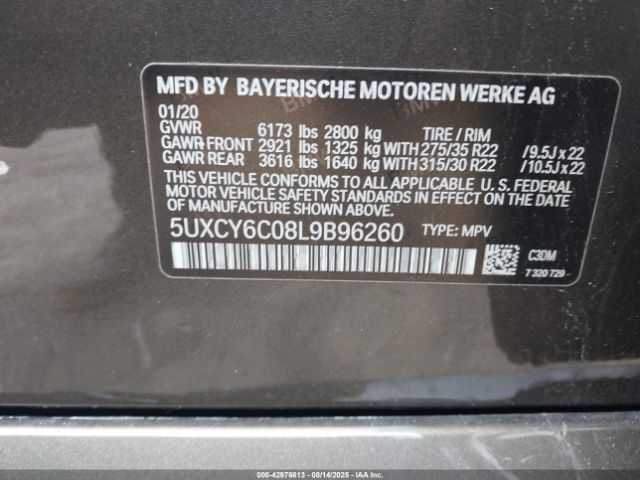 MFD BY BAYERISCHE MOTOREN WERKE AG
01/20
GVWR 6173 lbs 2800 kg TIRE / RIM
GAWR FRONT 2921 lbs 1325 kg WITH 275/35 R22 /9.5J x 22
GAWR REAR 3616 lbs 1640 kg WITH 315/30 R22 /10.5J x 22
THIS VEHICLE CONFORMS TO ALL APPLICABLE U. S. FEDERAL
MOTOR VEHICLE SAFETY STANDARDS IN EFFECT ON THE
DATE OF MANUFACTURE SHOWN ABOVE.
5UXCY6C08L9B96260 TYPE: MPV
C3DM
7 320 729
000-42976813 08/14/2025 IAAI.COM